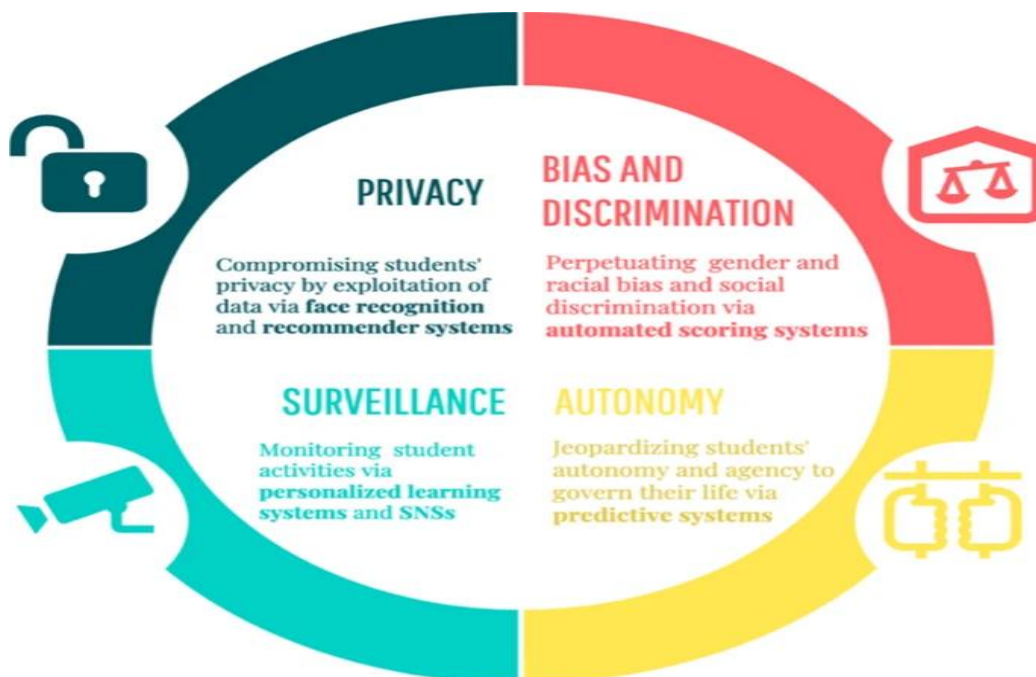 PRIVACY
Compromising students'
privacy by exploitation of
data via face recognition
and recommender systems
BIAS AND
DISCRIMINATION
Perpetuating gender and
racial bias and social
discrimination via
automated scoring systems
SURVEILLANCE
Monitoring student
activities via
personalized learning
systems and SNSs
AUTONOMY
Jeopardizing students'
autonomy and agency to
govern their life via
predictive systems